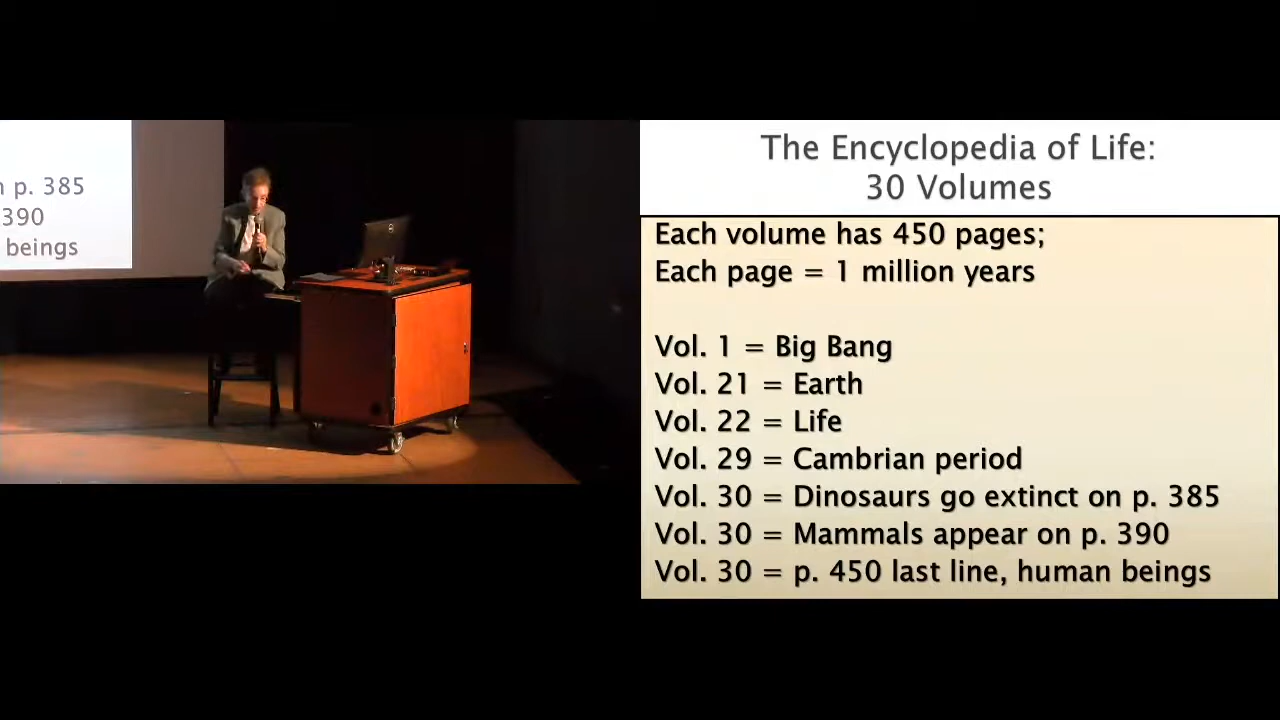 n p. 385
390
beings
The Encyclopedia of Life:
30 Volumes
Each volume has 450 pages;
Each page = 1 million years
Vol. 1 = Big Bang
Vol. 21 = Earth
Vol. 22 = Life
Vol. 29 = Cambrian period
Vol. 30 = Dinosaurs go extinct on p. 385
Vol. 30 = Mammals appear on p. 390
Vol. 30 = p. 450 last line, human beings